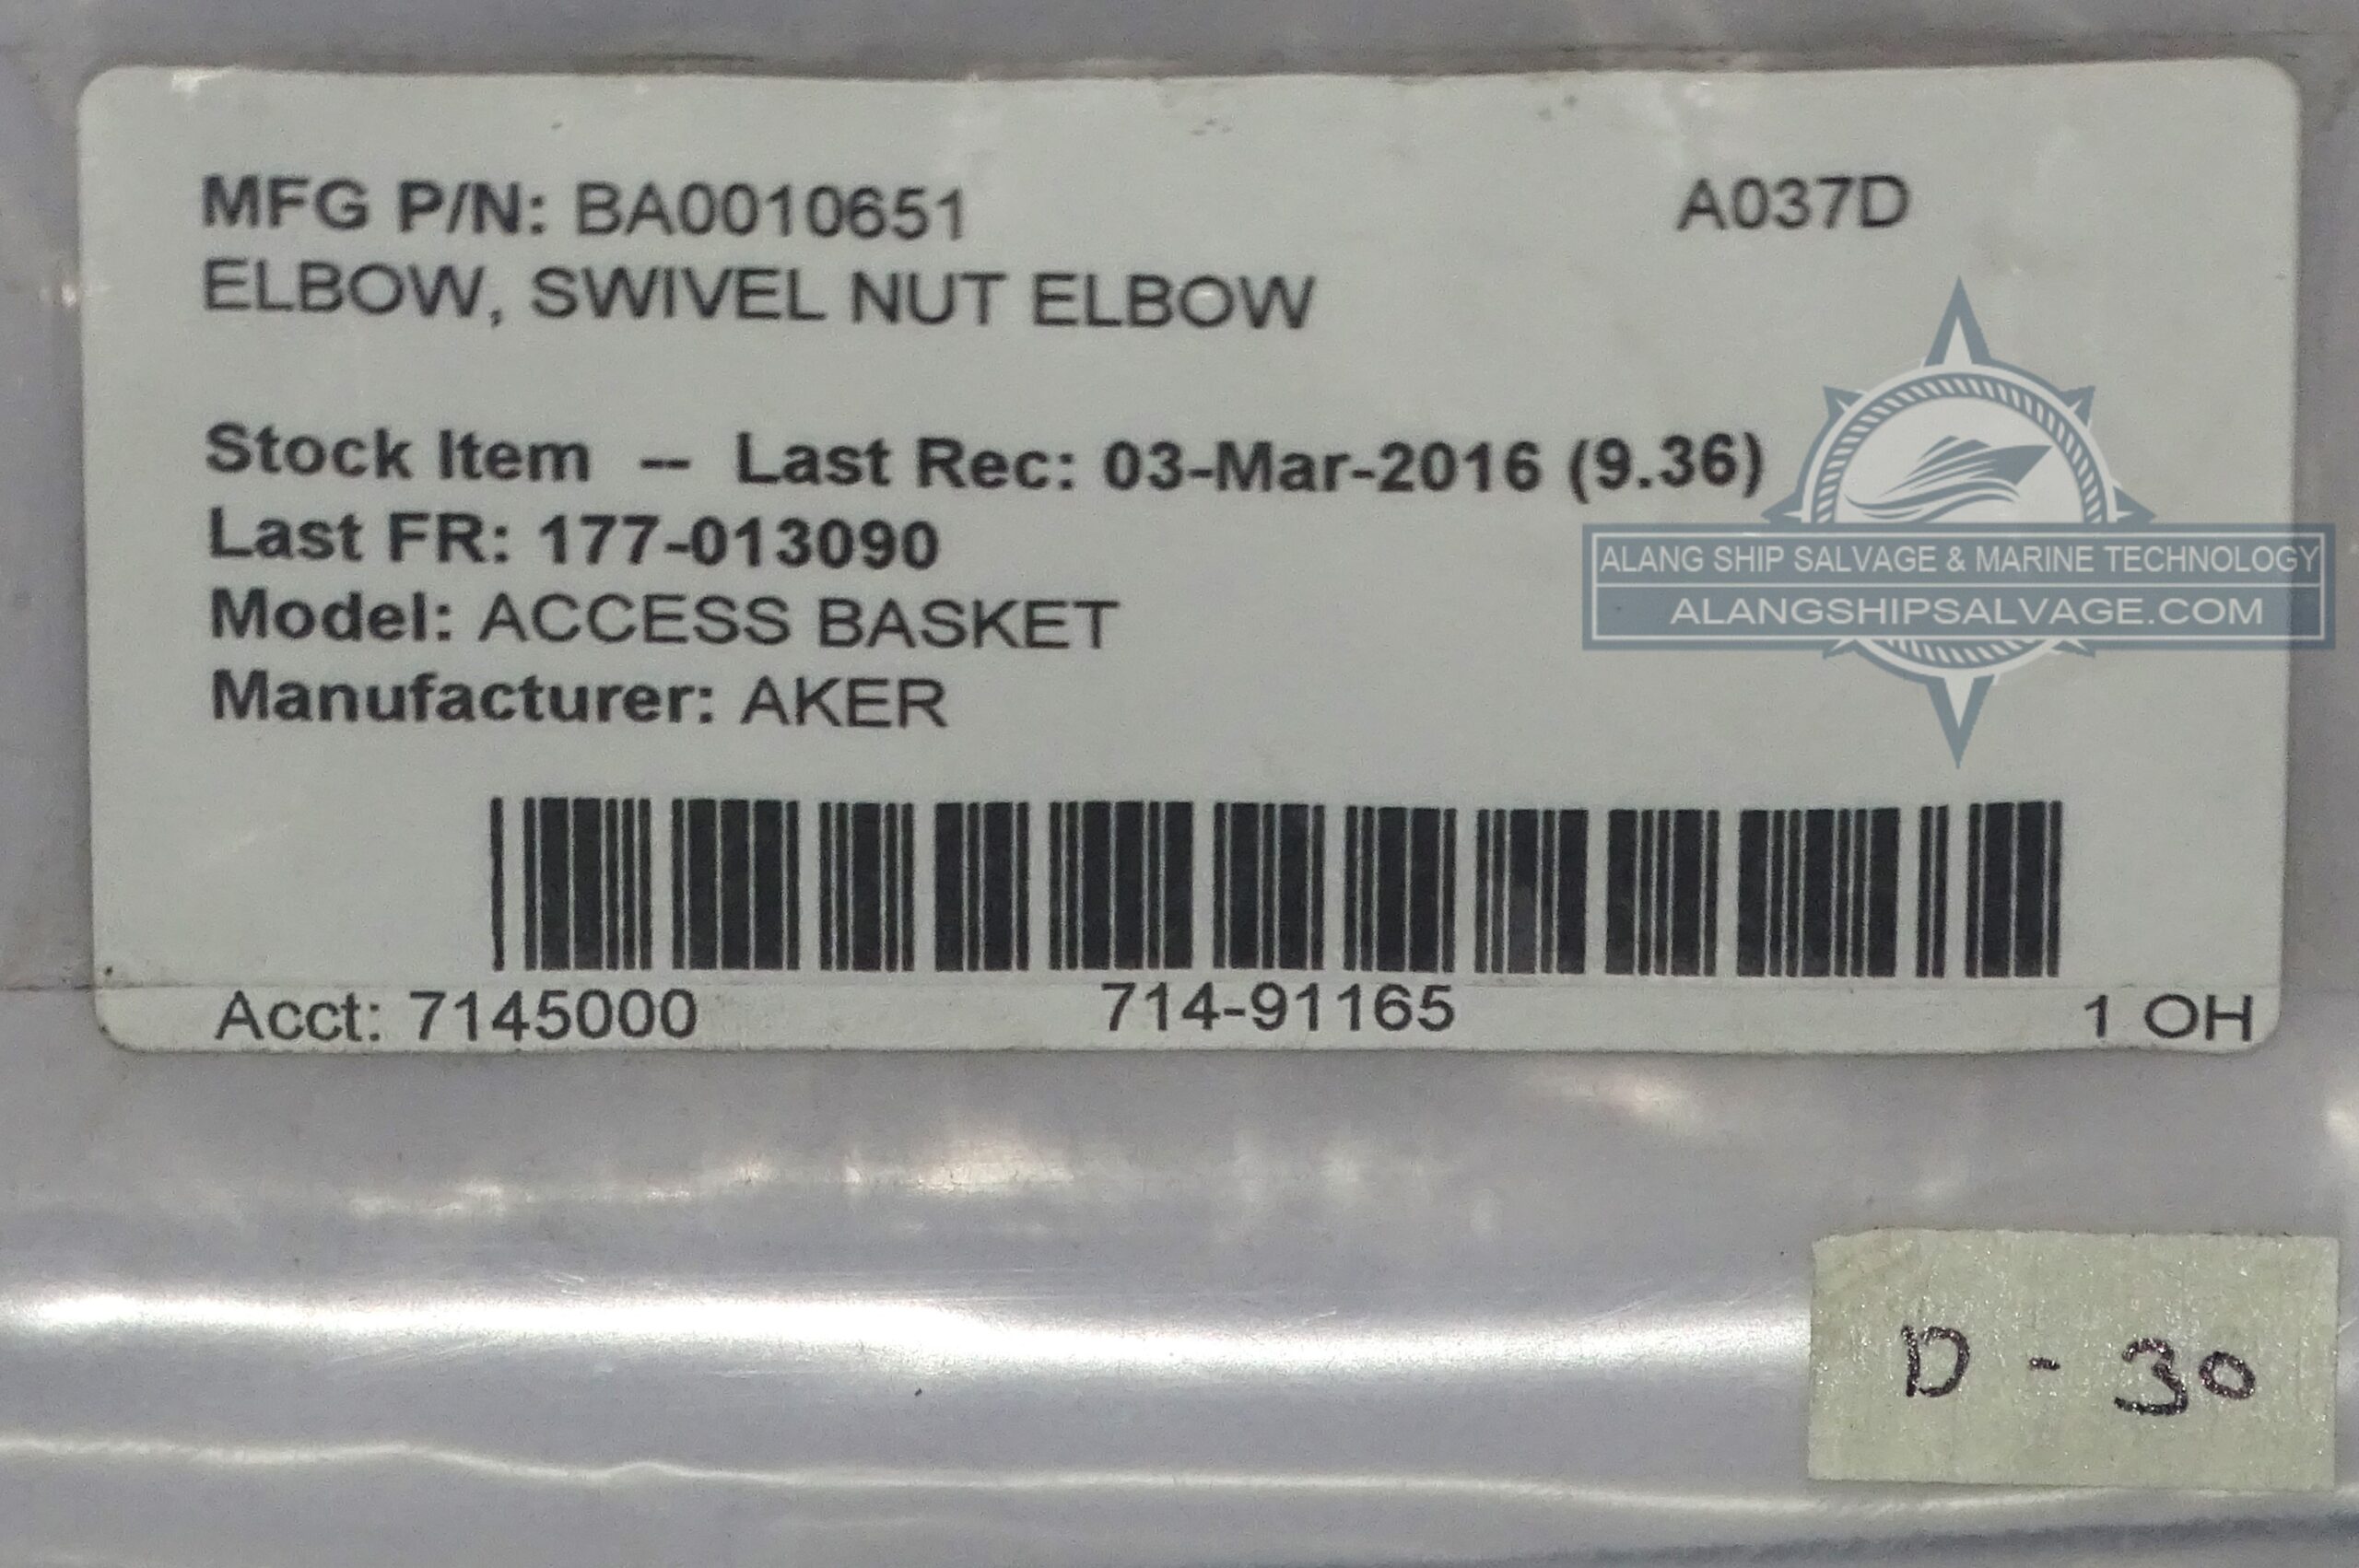 MFG P/N: BA0010651 A037D
ELBOW, SWIVEL NUT ELBOW
Stock Item -- Last Rec: 03-Mar-2016 (9.36)
Last FR: 177-013090
ALANG SHIP SALVAGE & MARINE TECHNOLOGY
ALANGSHIPSALVAGE.COM
Model: ACCESS BASKET
Manufacturer: AKER
Acct: 7145000 714-91165 1 OH
D - 30